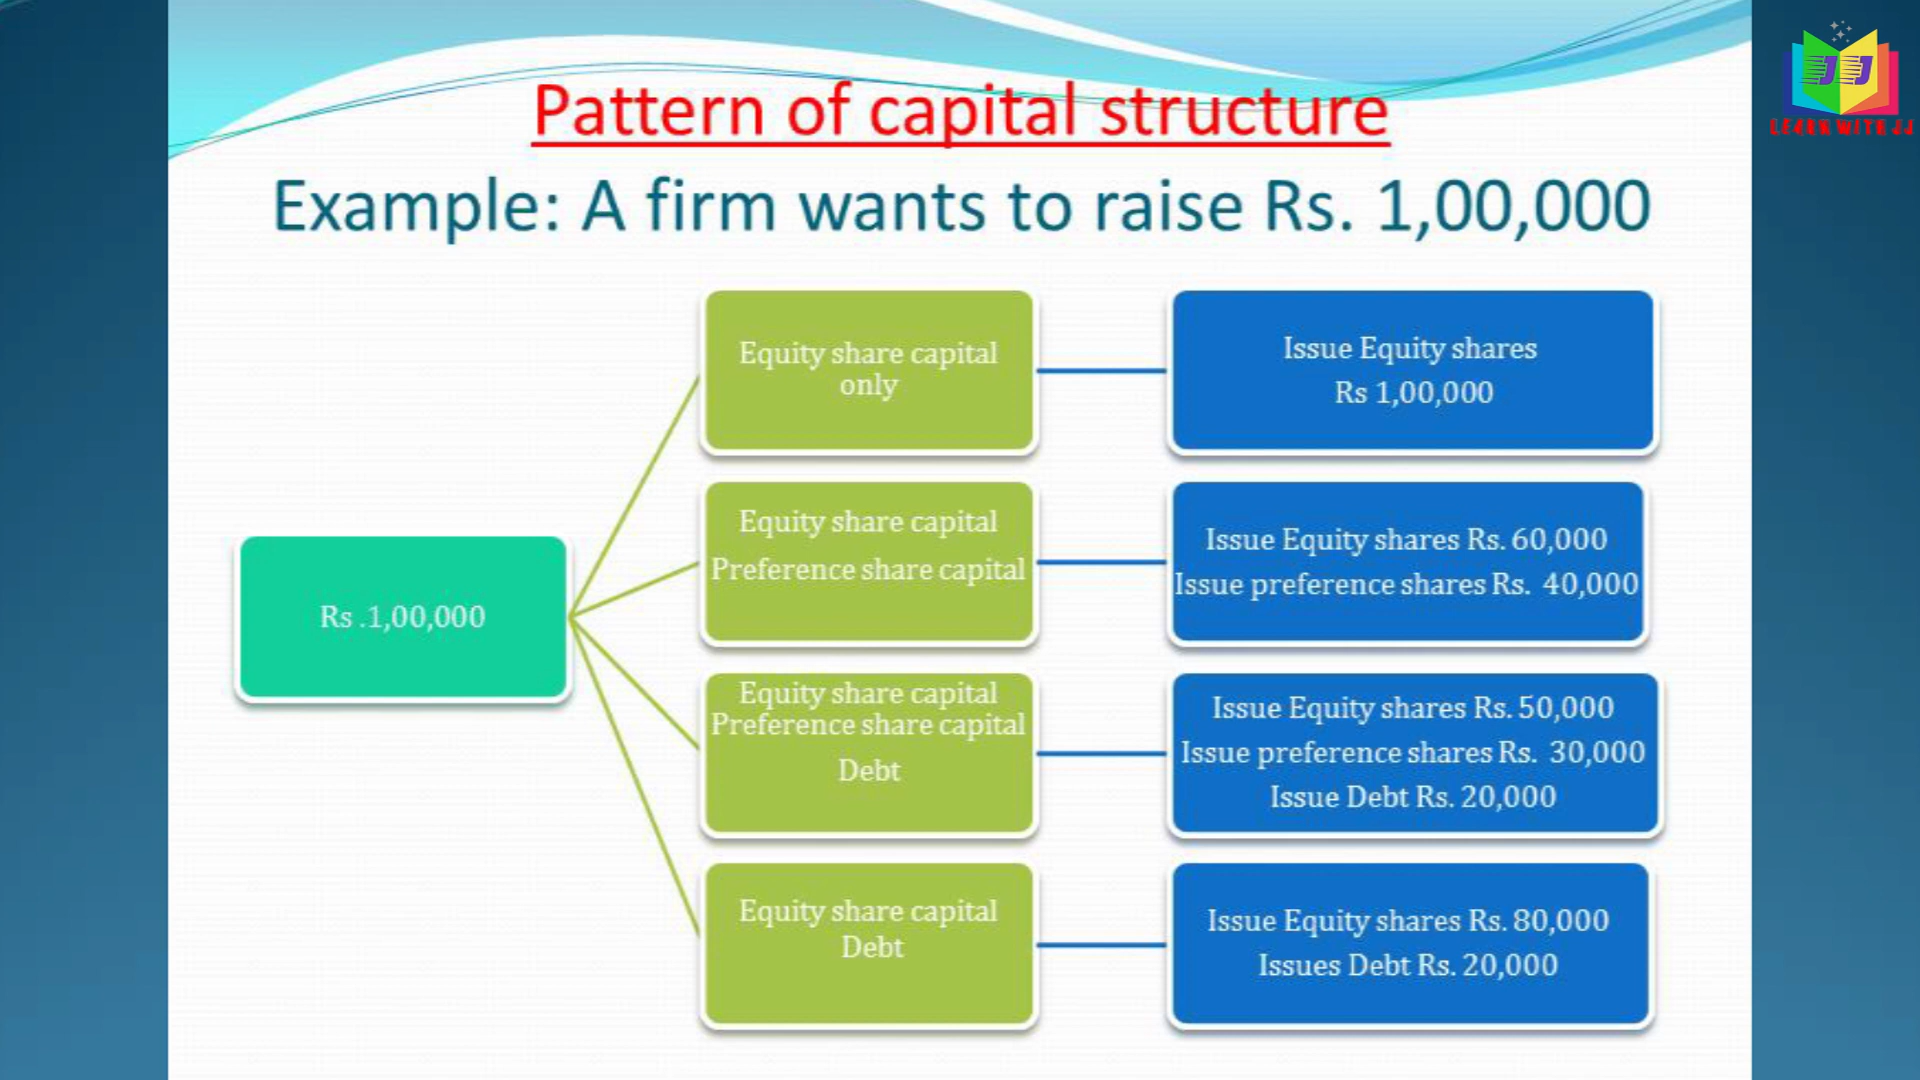 Pattern of capital structure
Example: A firm wants to raise Rs. 1,00,000
Rs .1,00,000
Equity share capital
only
Issue Equity shares
Rs 1,00,000
Equity share capital
Preference share capital
Issue Equity shares Rs. 60,000
Issue preference shares Rs. 40,000
Equity share capital
Preference share capital
Debt
Issue Equity shares Rs. 50,000
Issue preference shares Rs. 30,000
Issue Debt Rs. 20,000
Equity share capital
Debt
Issue Equity shares Rs. 80,000
Issues Debt Rs. 20,000
JJ
LEARN WITH JJ